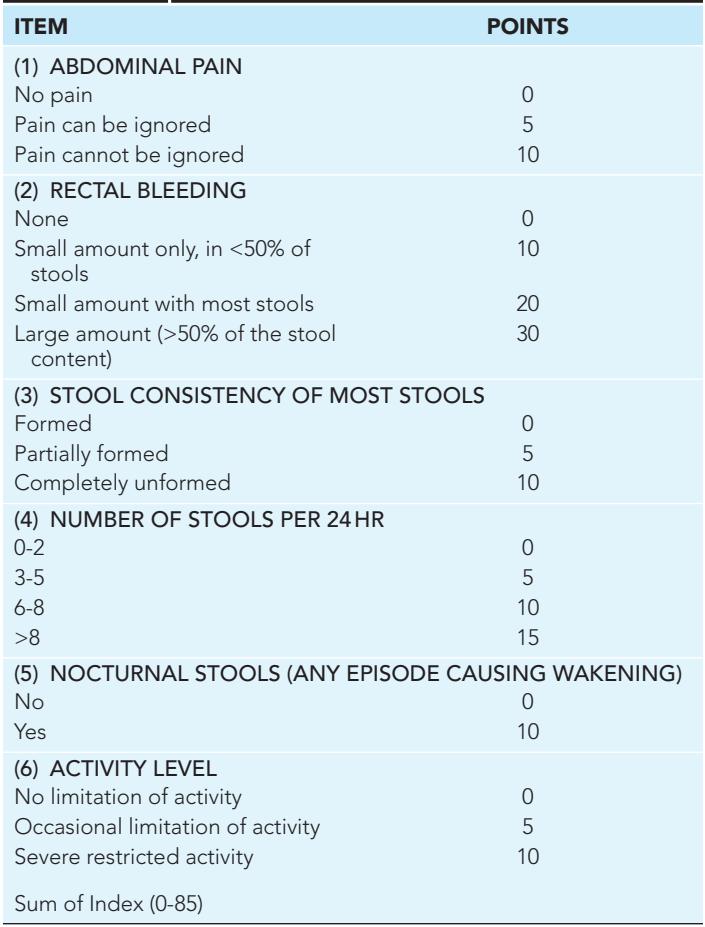 ITEM POINTS
(1) ABDOMINAL PAIN
No pain 0
Pain can be ignored 5
Pain cannot be ignored 10
(2) RECTAL BLEEDING
None 0
Small amount only, in <50% of 10
stools
Small amount with most stools 20
Large amount (>50% of the stool 30
content)
(3) STOOL CONSISTENCY OF MOST STOOLS
Formed 0
Partially formed 5
Completely unformed 10
(4) NUMBER OF STOOLS PER 24 HR
0-2 0
3-5 5
6-8 10
>8 15
(5) NOCTURNAL STOOLS (ANY EPISODE CAUSING WAKENING)
No 0
Yes 10
(6) ACTIVITY LEVEL
No limitation of activity 0
Occasional limitation of activity 5
Severe restricted activity 10
Sum of Index (0-85)